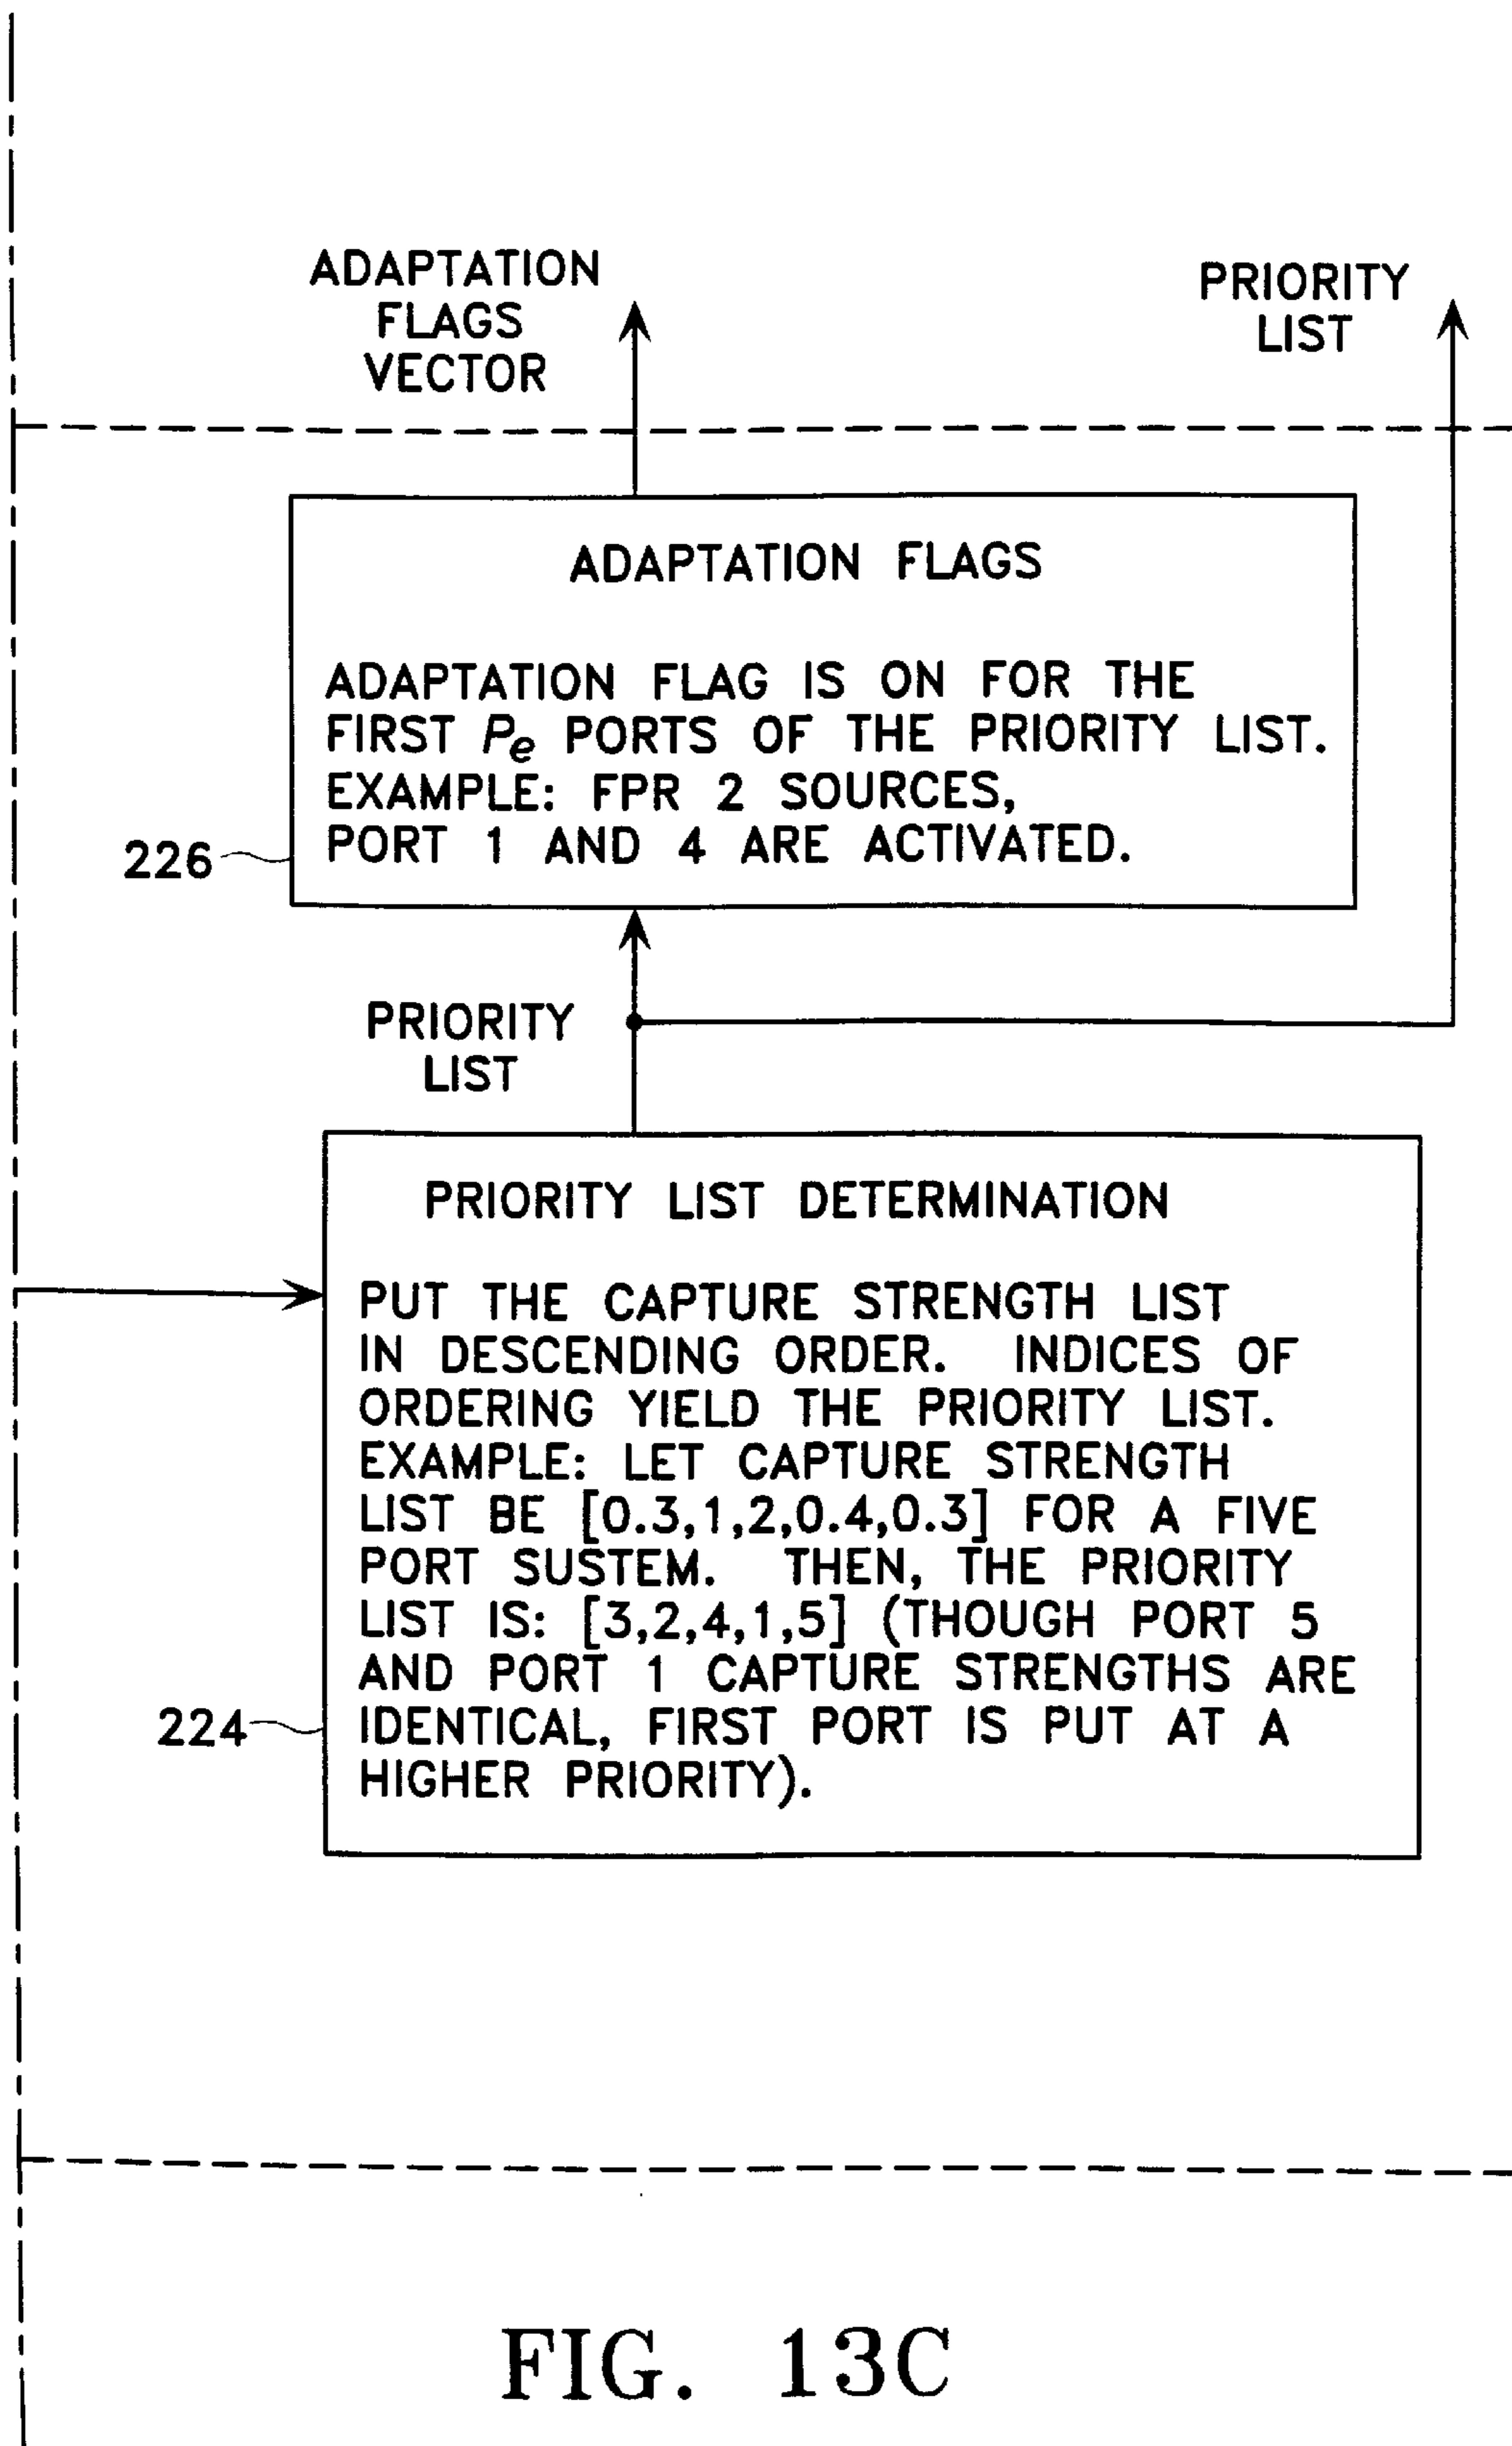 ADAPTATION
FLAGS
VECTOR
PRIORITY
LIST
ADAPTATION FLAGS
ADAPTATION FLAG IS ON FOR THE
FIRST Pe PORTS OF THE PRIORITY LIST.
EXAMPLE: FPR 2 SOURCES,
PORT 1 AND 4 ARE ACTIVATED.
226
PRIORITY
LIST
PRIORITY LIST DETERMINATION
PUT THE CAPTURE STRENGTH LIST
IN DESCENDING ORDER. INDICES OF
ORDERING YIELD THE PRIORITY LIST.
EXAMPLE: LET CAPTURE STRENGTH
LIST BE [0.3,1,2,0.4,0.3] FOR A FIVE
PORT SUSTEM. THEN, THE PRIORITY
LIST IS: [3,2,4,1,5] (THOUGH PORT 5
AND PORT 1 CAPTURE STRENGTHS ARE
IDENTICAL, FIRST PORT IS PUT AT A
HIGHER PRIORITY).
224
FIG. 13C